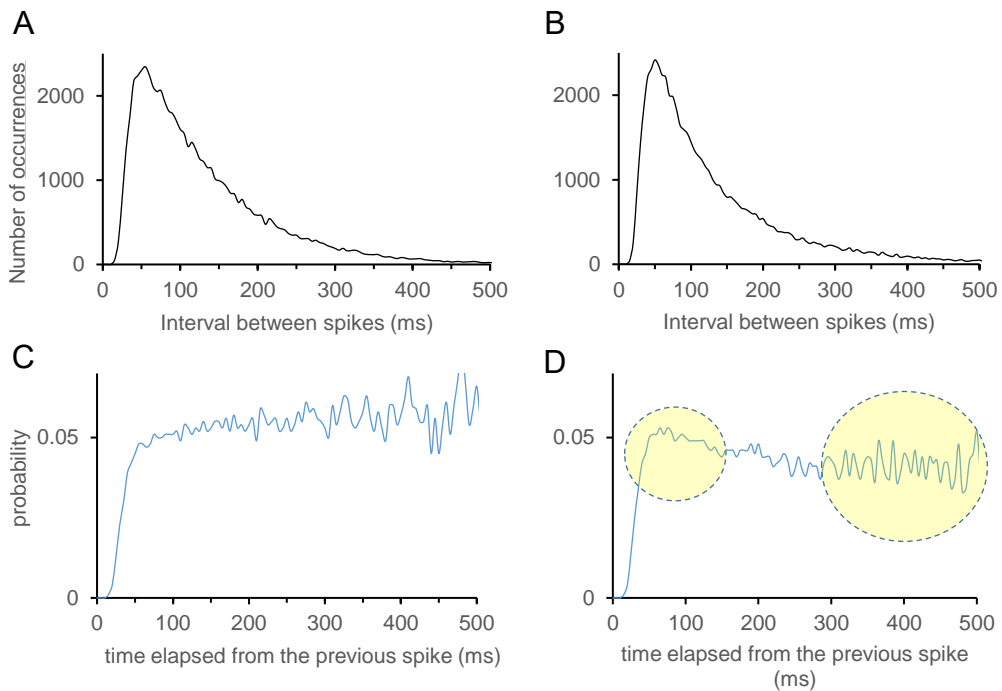 A
Number of occurrences
2000
1000
0
0 100 200 300 400 500
Interval between spikes (ms)
B
2000
1000
0
0 100 200 300 400 500
Interval between spikes (ms)
C
probability
0.05
0
0 100 200 300 400 500
time elapsed from the previous spike (ms)
D
0.05
0
0 100 200 300 400 500
time elapsed from the previous spike
(ms)